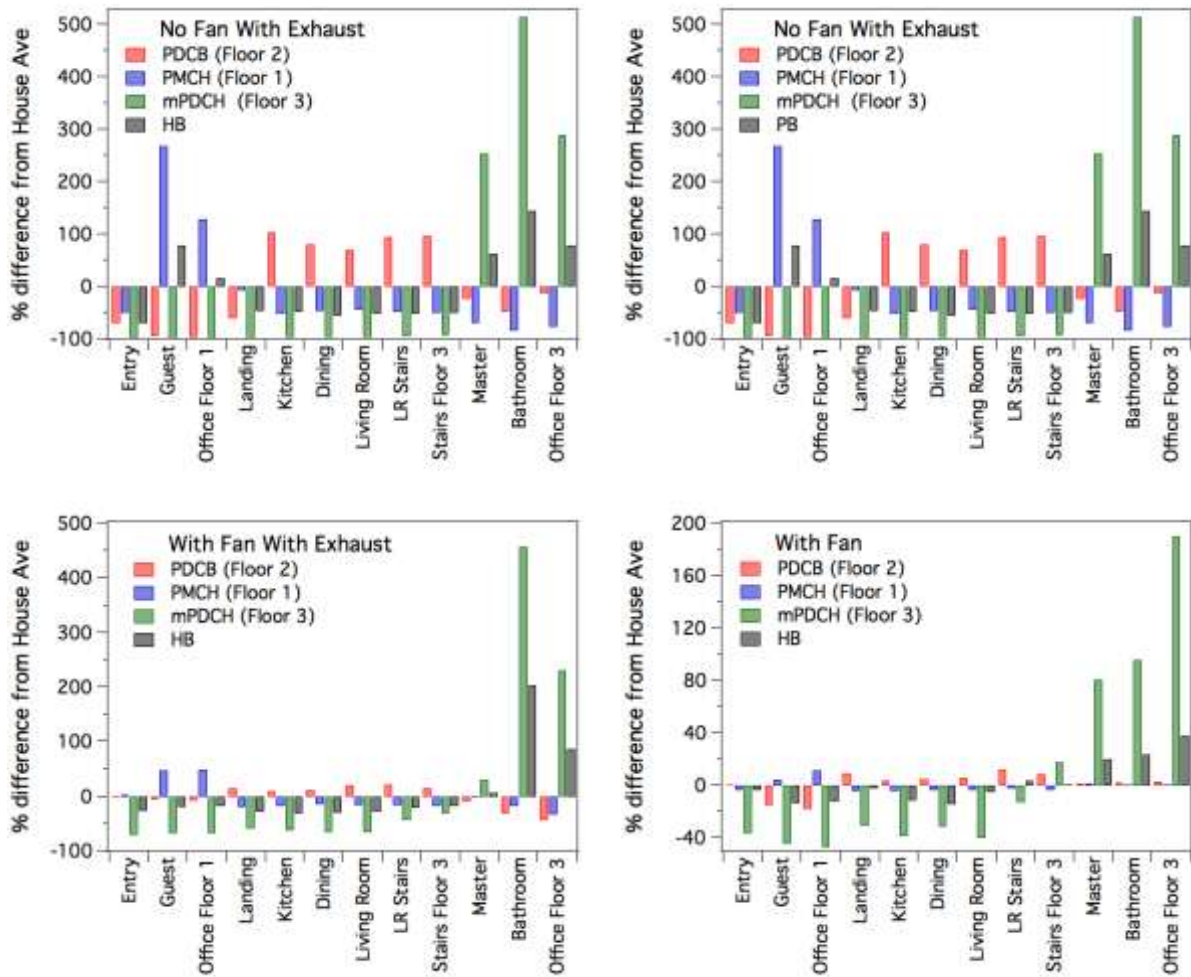 No Fan With Exhaust
PDCB (Floor 2)
PMCH (Floor 1)
mPDCH (Floor 3)
HB
% difference from House Ave
500
400
300
200
100
0
-100
Entry
Guest
Office Floor 1
Landing
Kitchen
Dining
Living Room
LR Stairs
Stairs Floor 3
Master
Bathroom
Office Floor 3
No Fan With Exhaust
PDCB (Floor 2)
PMCH (Floor 1)
mPDCH (Floor 3)
PB
% difference from House Ave
500
400
300
200
100
0
-100
Entry
Guest
Office Floor 1
Landing
Kitchen
Dining
Living Room
LR Stairs
Stairs Floor 3
Master
Bathroom
Office Floor 3
With Fan With Exhaust
PDCB (Floor 2)
PMCH (Floor 1)
mPDCH (Floor 3)
HB
% difference from House Ave
500
400
300
200
100
0
-100
Entry
Guest
Office Floor 1
Landing
Kitchen
Dining
Living Room
LR Stairs
Stairs Floor 3
Master
Bathroom
Office Floor 3
With Fan
PDCB (Floor 2)
PMCH (Floor 1)
mPDCH (Floor 3)
HB
% difference from House Ave
200
160
120
80
40
0
-40
Entry
Guest
Office Floor 1
Landing
Kitchen
Dining
Living Room
LR Stairs
Stairs Floor 3
Master
Bathroom
Office Floor 3